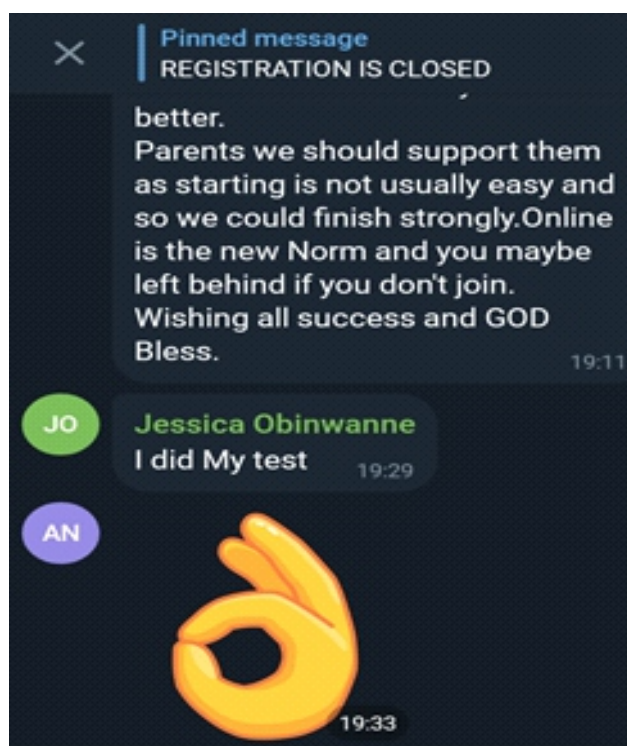 Pinned message
REGISTRATION IS CLOSED
better.
Parents we should support them
as starting is not usually easy and
so we could finish strongly.Online
is the new Norm and you maybe
left behind if you don't join.
Wishing all success and GOD
Bless.
19:11
JO
Jessica Obinwanne
I did My test
19:29
AN
19:33